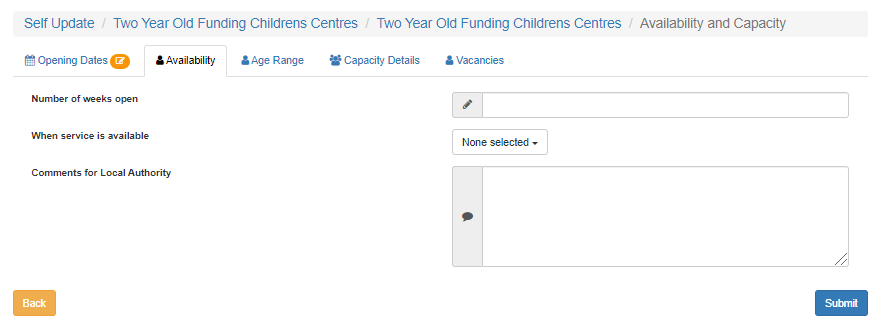 Self Update / Two Year Old Funding Childrens Centres / Two Year Old Funding Childrens Centres / Availability and Capacity
Opening Dates Availability Age Range Capacity Details Vacancies
Number of weeks open
When service is available None selected
Comments for Local Authority
Back Submit